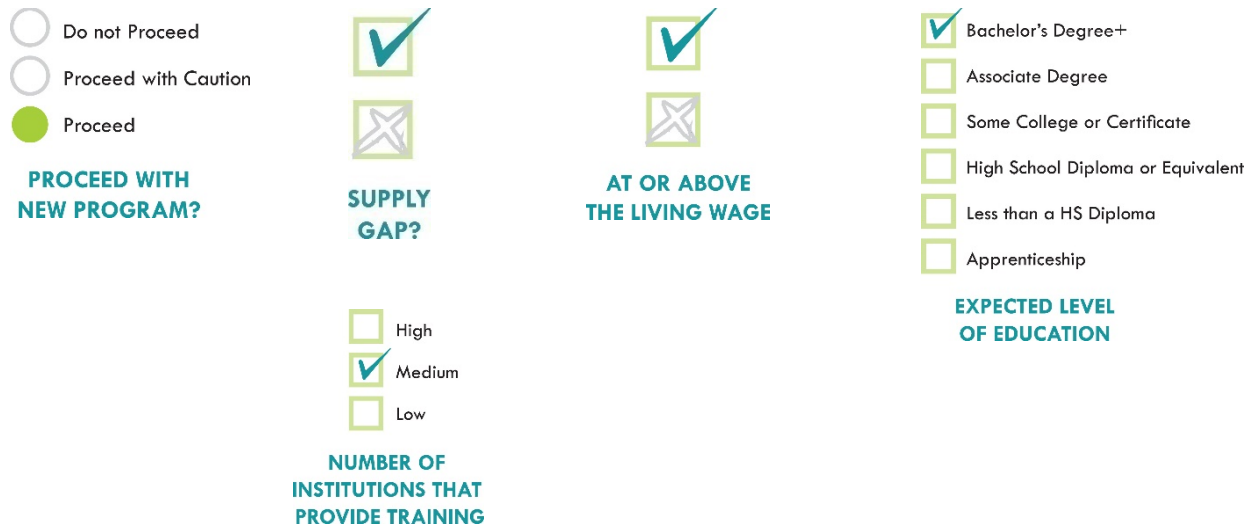 Do not Proceed
Proceed with Caution
Proceed
PROCEED WITH
NEW PROGRAM?
SUPPLY
GAP?
AT OR ABOVE
THE LIVING WAGE
Bachelor's Degree+
Associate Degree
Some College or Certificate
High School Diploma or Equivalent
Less than a HS Diploma
Apprenticeship
EXPECTED LEVEL
OF EDUCATION
High
Medium
Low
NUMBER OF
INSTITUTIONS THAT
PROVIDE TRAINING